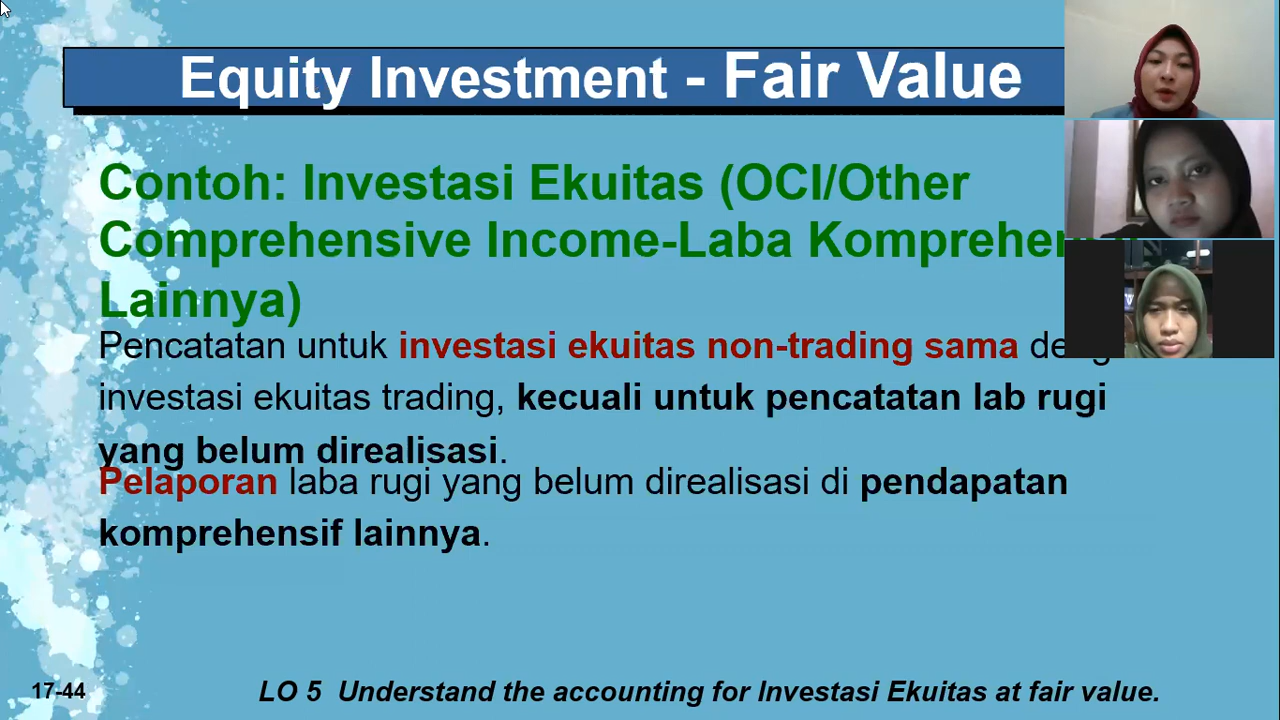 Equity Investment - Fair Value
Contoh: Investasi Ekuitas (OCI/Other
Comprehensive Income-Laba
Lainnya)
Pencatatan untuk investasi ekuitas non-trading sama
investasi ekuitas trading, kecuali untuk pencatatan lab rugi
yang belum direalisasi.
Pelaporan laba rugi yang belum direalisasi di pendapatan
komprehensif lainnya.
17-44
LO 5 Understand the accounting for Investasi Ekuitas at fair value.